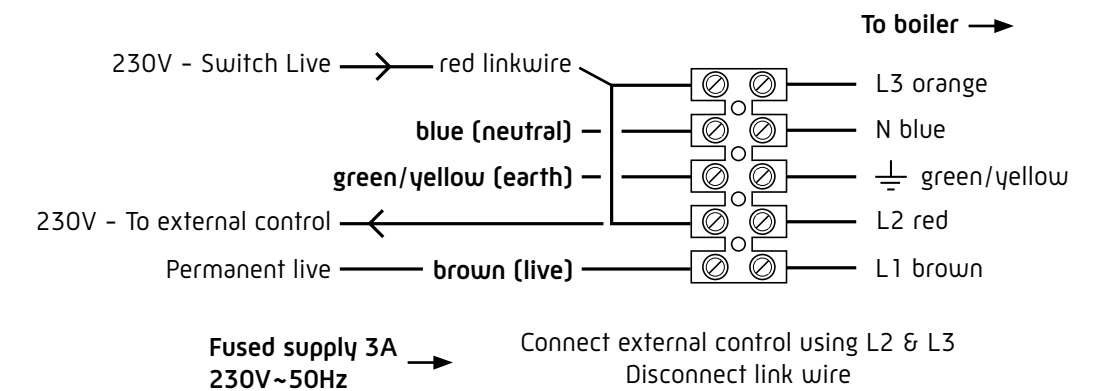 To boiler
230V - Switch Live red linkwire L3 orange
blue (neutral) N blue
green/yellow (earth) green/yellow
230V - To external control L2 red
Permanent live brown (live) L1 brown
Fused supply 3A
230V~50Hz
Connect external control using L2 & L3
Disconnect link wire